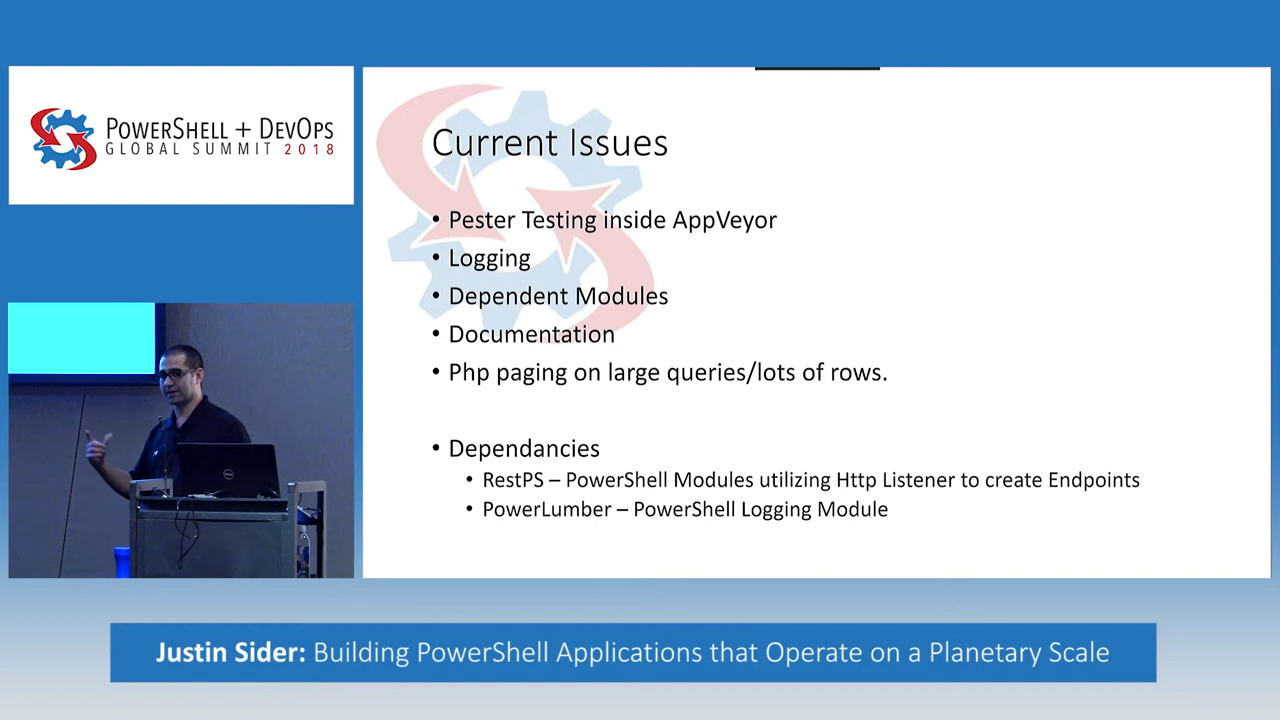 POWERSHELL + DEVOPS
GLOBAL SUMMIT 2018
Current Issues
• Pester Testing inside AppVeyor
• Logging
• Dependent Modules
• Documentation
• Php paging on large queries/lots of rows.
• Dependancies
• RestPS – PowerShell Modules utilizing Http Listener to create Endpoints
• PowerLumber – PowerShell Logging Module
DELL
Justin Sider: Building PowerShell Applications that Operate on a Planetary Scale